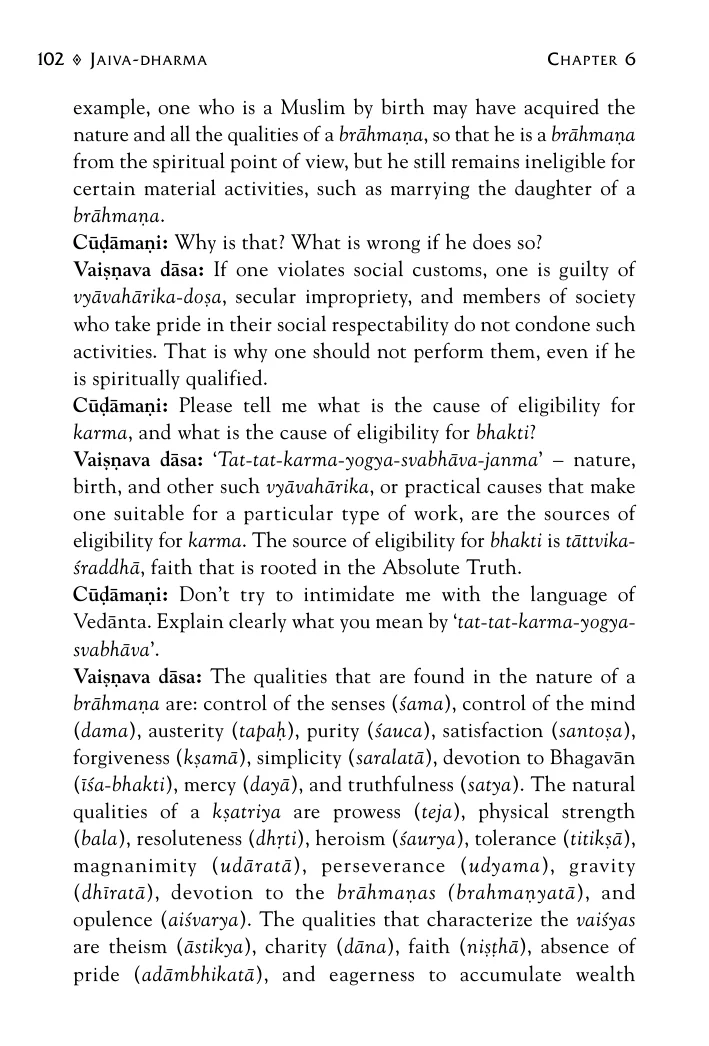 102 ⟡ Jaiva-dharma Chapter 6
example, one who is a Muslim by birth may have acquired the
nature and all the qualities of a brāhmaṇa, so that he is a brāhmaṇa
from the spiritual point of view, but he still remains ineligible for
certain material activities, such as marrying the daughter of a
brāhmaṇa.
Cūḍāmaṇi: Why is that? What is wrong if he does so?
Vaiṣṇava dāsa: If one violates social customs, one is guilty of
vyāvahārika-doṣa, secular impropriety, and members of society
who take pride in their social respectability do not condone such
activities. That is why one should not perform them, even if he
is spiritually qualified.
Cūḍāmaṇi: Please tell me what is the cause of eligibility for
karma, and what is the cause of eligibility for bhakti?
Vaiṣṇava dāsa: ‘Tat-tat-karma-yogya-svabhāva-janma’ – nature,
birth, and other such vyāvahārika, or practical causes that make
one suitable for a particular type of work, are the sources of
eligibility for karma. The source of eligibility for bhakti is tāttvika-
śraddhā, faith that is rooted in the Absolute Truth.
Cūḍāmaṇi: Don’t try to intimidate me with the language of
Vedānta. Explain clearly what you mean by ‘tat-tat-karma-yogya-
svabhāva’.
Vaiṣṇava dāsa: The qualities that are found in the nature of a
brāhmaṇa are: control of the senses (śama), control of the mind
(dama), austerity (tapaḥ), purity (śauca), satisfaction (santoṣa),
forgiveness (kṣamā), simplicity (saralatā), devotion to Bhagavān
(īśa-bhakti), mercy (dayā), and truthfulness (satya). The natural
qualities of a kṣatriya are prowess (teja), physical strength
(bala), resoluteness (dhṛti), heroism (śaurya), tolerance (titikṣā),
magnanimity (udāratā), perseverance (udyama), gravity
(dhīratā), devotion to the brāhmaṇas (brahmaṇyatā), and
opulence (aiśvarya). The qualities that characterize the vaiśyas
are theism (āstikya), charity (dāna), faith (niṣṭhā), absence of
pride (adāmbhikatā), and eagerness to accumulate wealth